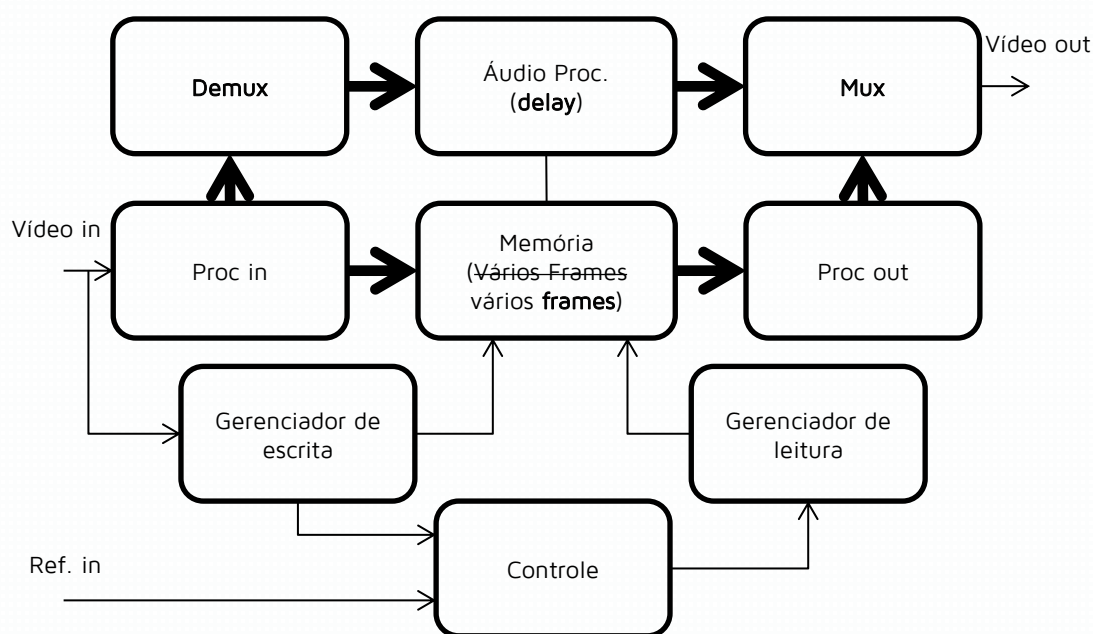 Vídeo out
Demux
Áudio Proc.
(delay)
Mux
Vídeo in
Proc in
Memória
(Vários Frames
vários frames)
Proc out
Gerenciador de
escrita
Gerenciador de
leitura
Ref. in
Controle